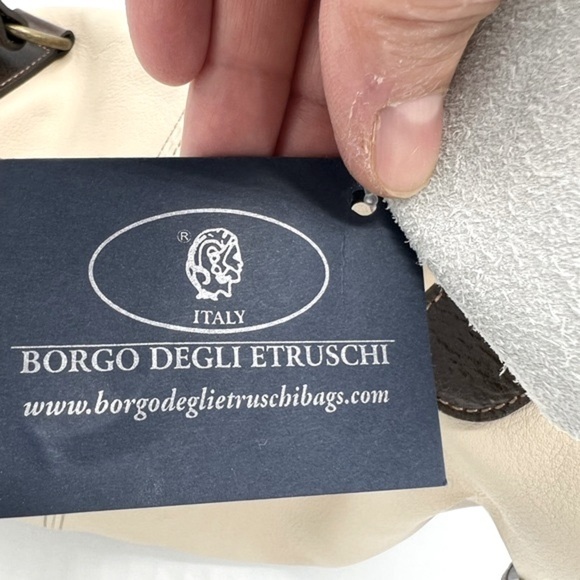 ®
ITALY
BORGO DEGLI ETRUSCHI
www.borgodeglietruschibags.com